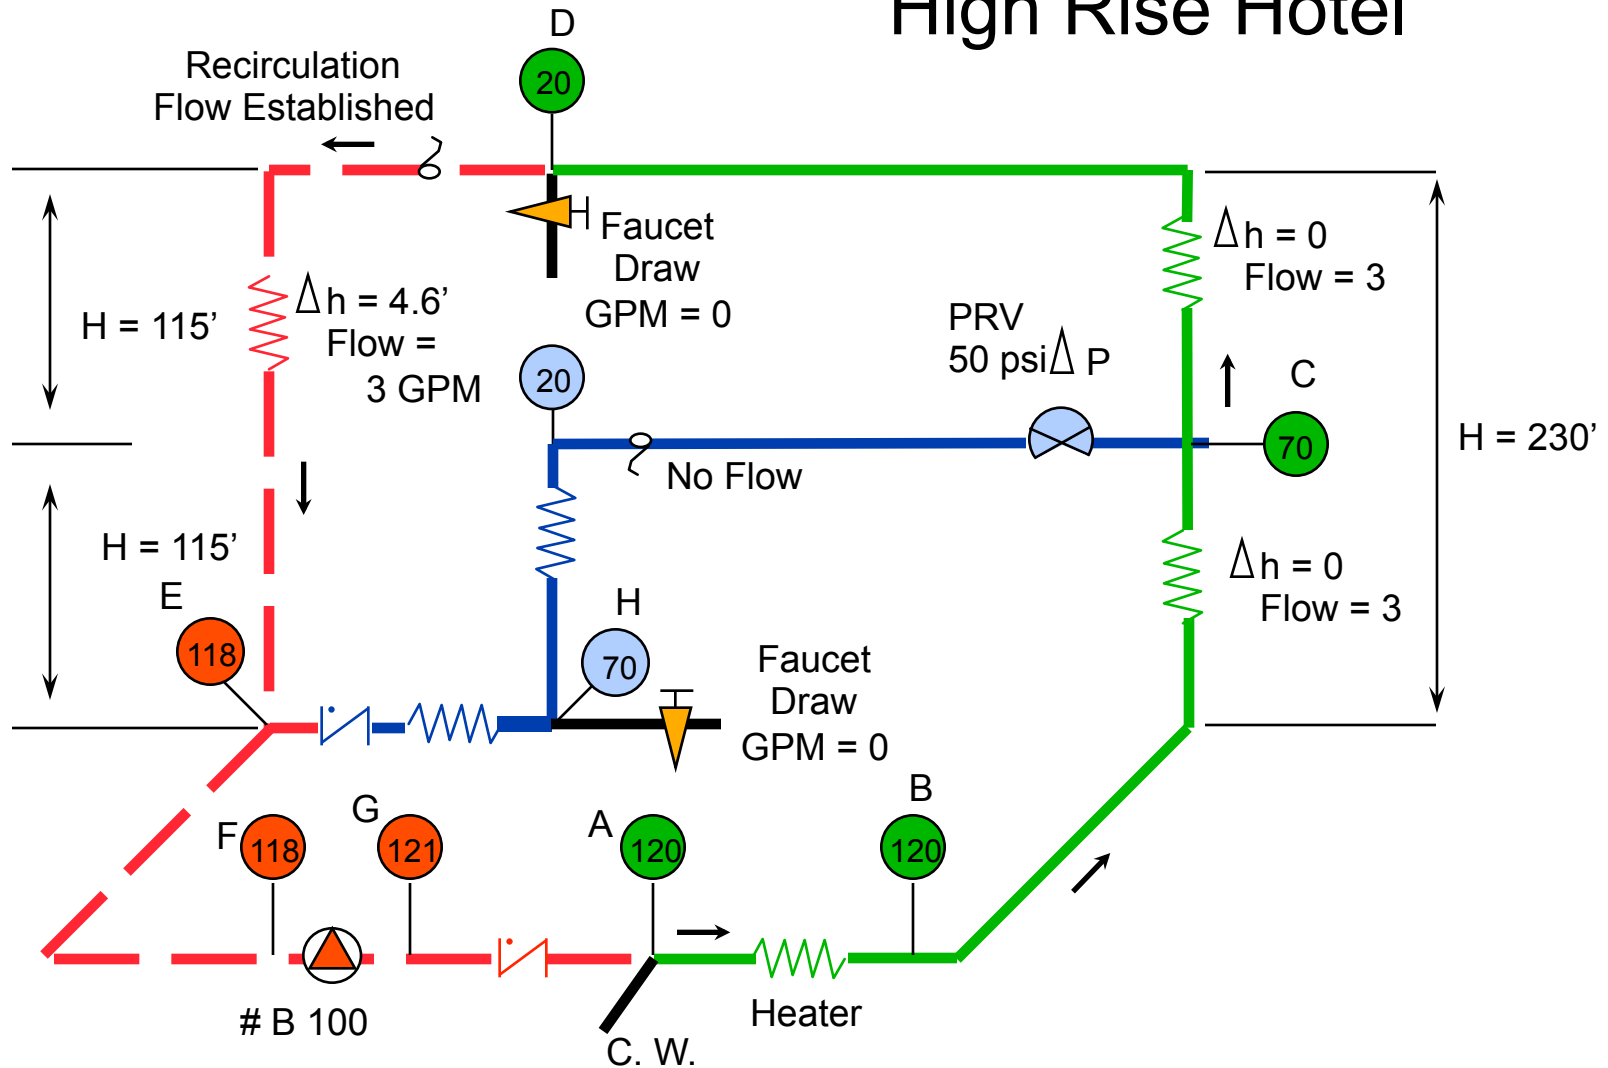 High Rise Hotel
D
20
Recirculation
Flow Established
Faucet
Draw
GPM = 0
Δh = 0
Flow = 3
H = 115’
Δh = 4.6’
Flow =
3 GPM
20
PRV
50 psiΔ P
C
70
H = 230’
No Flow
H = 115’
E
118
H
70
Δh = 0
Flow = 3
Faucet
Draw
GPM = 0
F
118
G
121
A
120
B
120
# B 100
Heater
C. W.